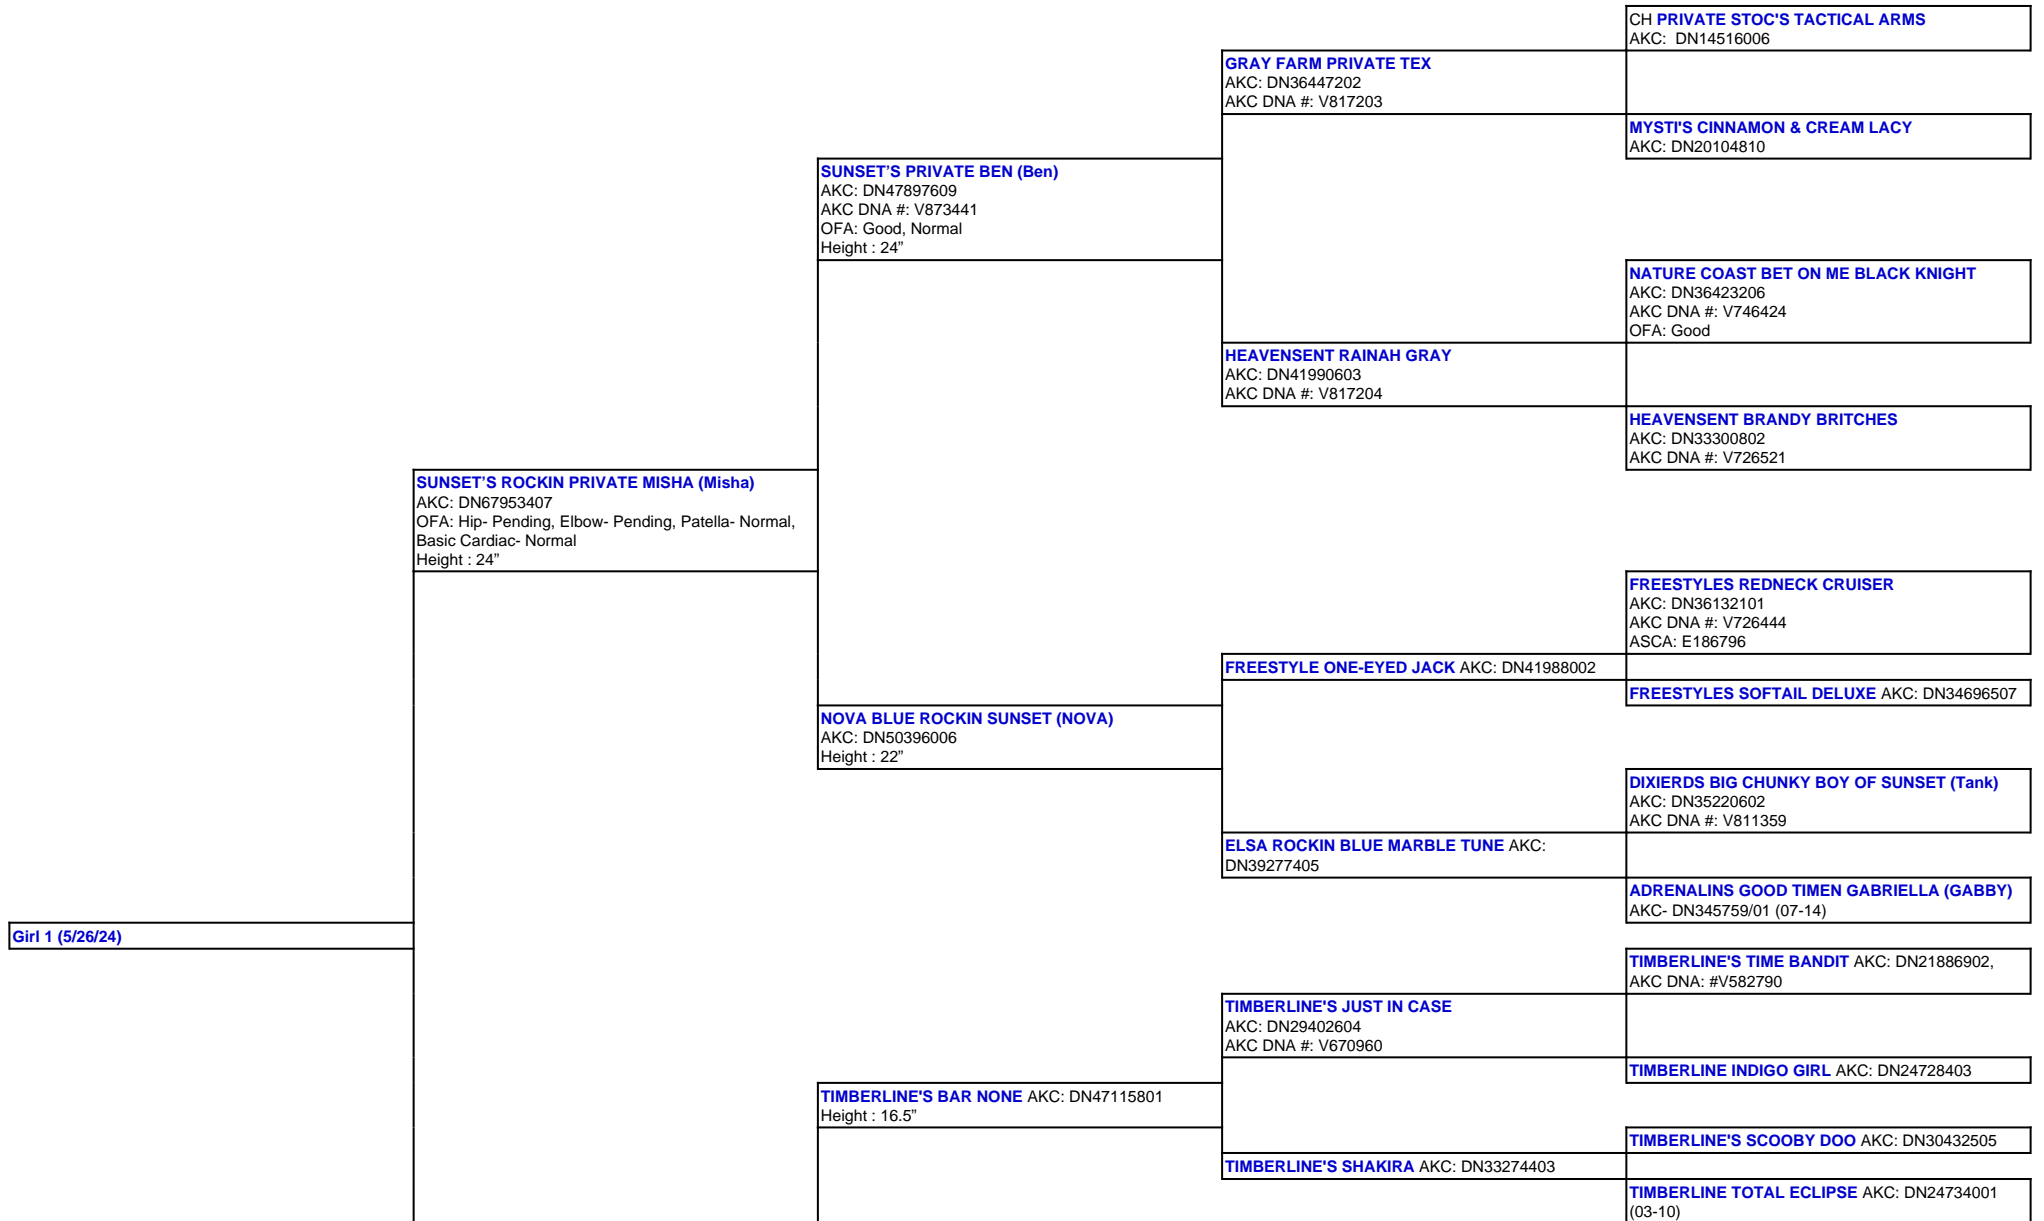 CH PRIVATE STOC'S TACTICAL ARMS
AKC:  DN14516006
GRAY FARM PRIVATE TEX
AKC: DN36447202
AKC DNA #: V817203
MYSTI'S CINNAMON & CREAM LACY
AKC: DN20104810
SUNSET’S PRIVATE BEN (Ben)
AKC: DN47897609
AKC DNA #: V873441
OFA: Good, Normal
Height : 24”
NATURE COAST BET ON ME BLACK KNIGHT
AKC: DN36423206
AKC DNA #: V746424
OFA: Good
HEAVENSENT RAINAH GRAY
AKC: DN41990603
AKC DNA #: V817204
HEAVENSENT BRANDY BRITCHES
AKC: DN33300802
AKC DNA #: V726521
SUNSET’S ROCKIN PRIVATE MISHA (Misha)
AKC: DN67953407
OFA: Hip- Pending, Elbow- Pending, Patella- Normal,
Basic Cardiac- Normal
Height : 24”
FREESTYLES REDNECK CRUISER
AKC: DN36132101
AKC DNA #: V726444
ASCA: E186796
FREESTYLE ONE-EYED JACK AKC: DN41988002
FREESTYLES SOFTAIL DELUXE AKC: DN34696507
NOVA BLUE ROCKIN SUNSET (NOVA)
AKC: DN50396006
Height : 22”
DIXIERDS BIG CHUNKY BOY OF SUNSET (Tank)
AKC: DN35220602
AKC DNA #: V811359
ELSA ROCKIN BLUE MARBLE TUNE AKC:
DN39277405
ADRENALINS GOOD TIMEN GABRIELLA (GABBY)
AKC- DN345759/01 (07-14)
Girl 1 (5/26/24)
TIMBERLINE'S TIME BANDIT AKC: DN21886902,
AKC DNA: #V582790
TIMBERLINE'S JUST IN CASE
AKC: DN29402604
AKC DNA #: V670960
TIMBERLINE INDIGO GIRL AKC: DN24728403
TIMBERLINE'S BAR NONE AKC: DN47115801
Height : 16.5”
TIMBERLINE'S SCOOBY DOO AKC: DN30432505
TIMBERLINE'S SHAKIRA AKC: DN33274403
TIMBERLINE TOTAL ECLIPSE AKC: DN24734001
(03-10)